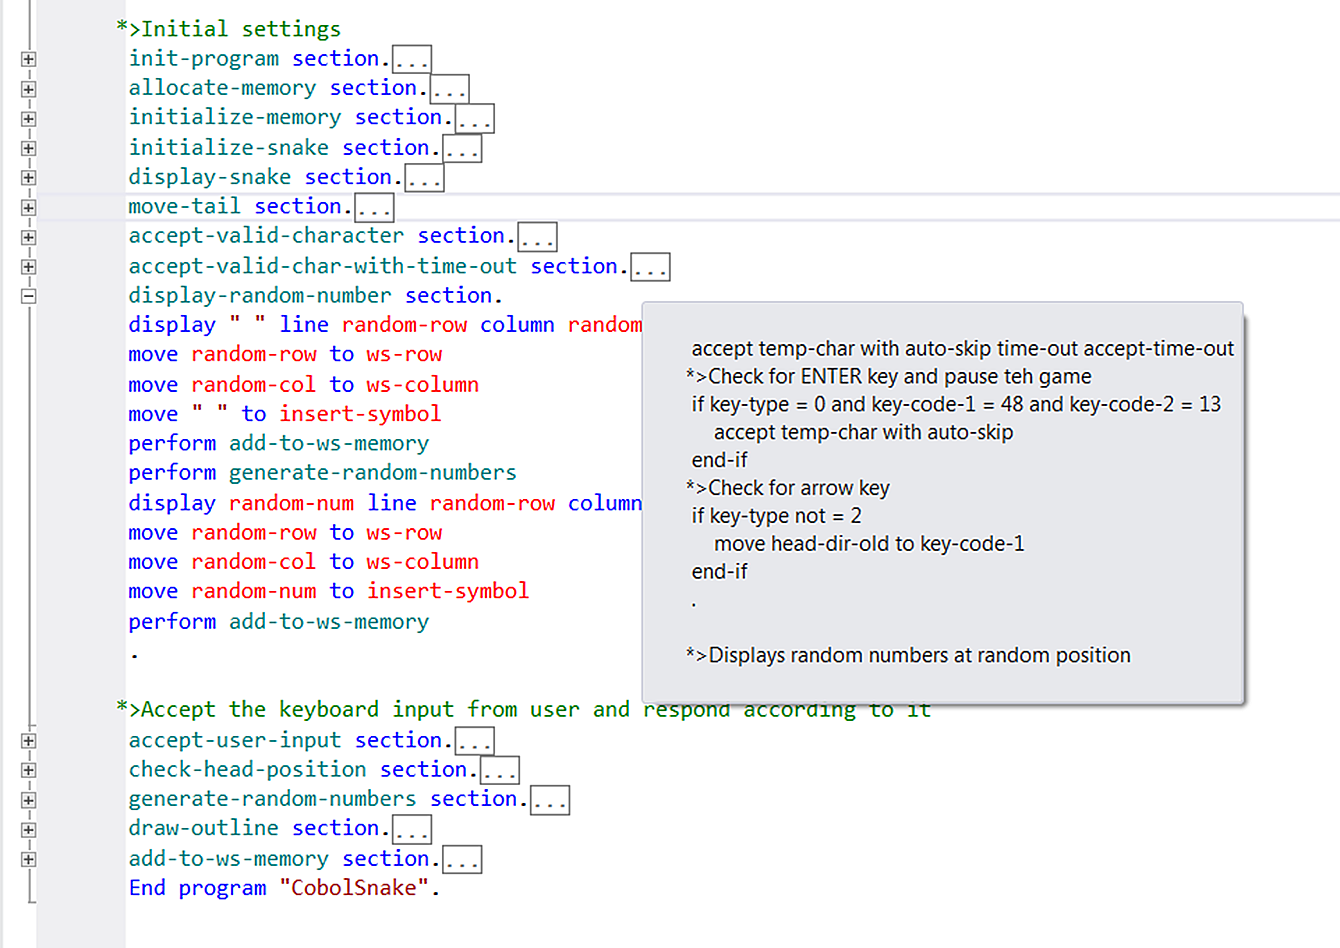 *>Initial settings
init-program section....
allocate-memory section....
initialize-memory section....
initialize-snake section....
display-snake section....
move-tail section....
accept-valid-character section....
accept-valid-char-with-time-out section....
display-random-number section.
display " " line random-row column random
move random-row to ws-row
move random-col to ws-column
move " " to insert-symbol
perform add-to-ws-memory
perform generate-random-numbers
display random-num line random-row column
move random-row to ws-row
move random-col to ws-column
move random-num to insert-symbol
perform add-to-ws-memory
.
accept temp-char with auto-skip time-out accept-time-out
*>Check for ENTER key and pause teh game
if key-type = 0 and key-code-1 = 48 and key-code-2 = 13
accept temp-char with auto-skip
end-if
*>Check for arrow key
if key-type not = 2
move head-dir-old to key-code-1
end-if
.
*>Displays random numbers at random position
*>Accept the keyboard input from user and respond according to it
accept-user-input section....
check-head-position section....
generate-random-numbers section....
draw-outline section....
add-to-ws-memory section....
End program "CobolSnake".